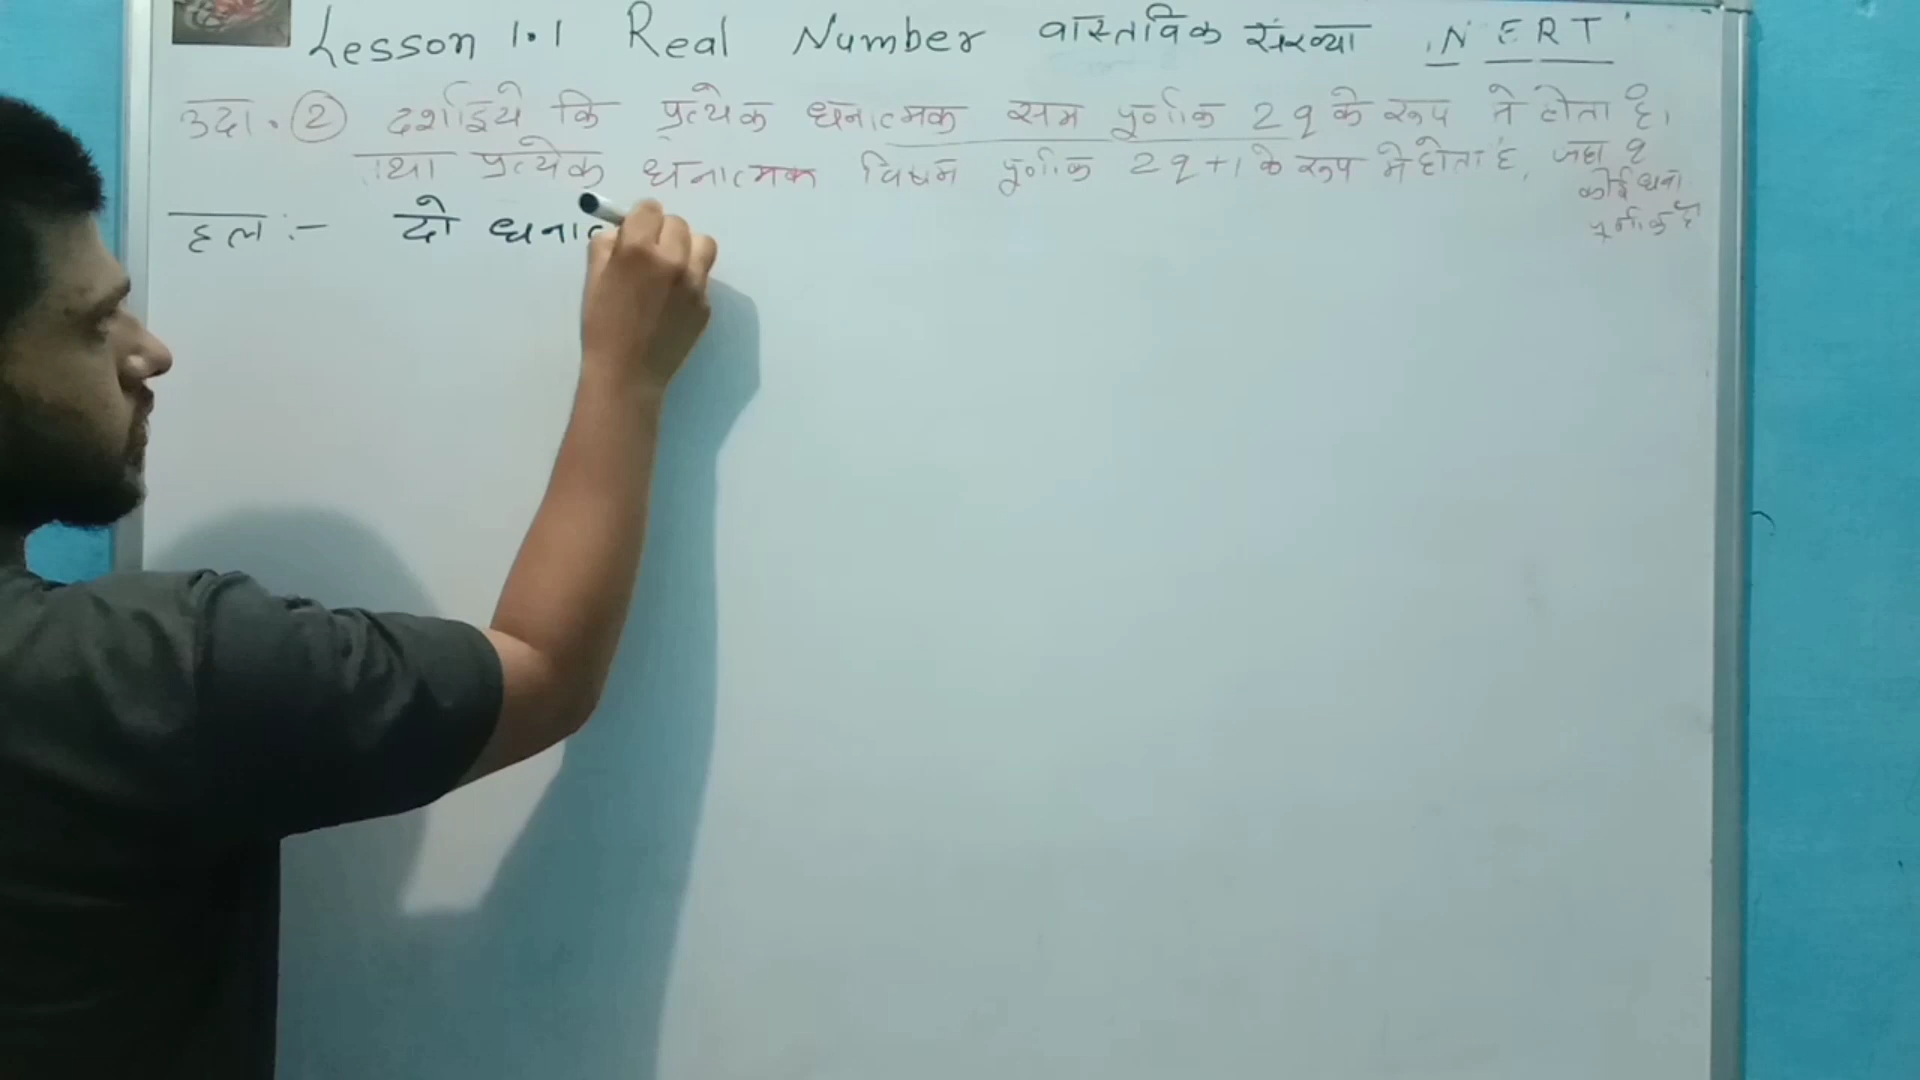 Lesson 1.1 Real Number वास्तविक संख्या N E R T
उदा. ② दर्शाइये कि प्रत्येक धनात्मक सम पूर्णांक 2q के रूप मे होता है।
तथा प्रत्येक धनात्मक विषम पूर्णांक 2q+1 के रूप मे होता है, जहा q
कोई धना
पूर्णांक है
हल :- दो धनात